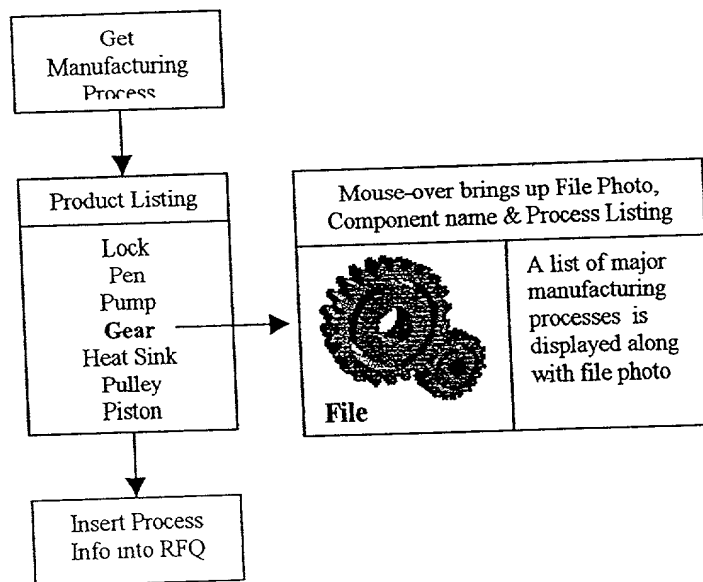 Get
Manufacturing
Process
Product Listing
Lock
Pen
Pump
Gear
Heat Sink
Pulley
Piston
Mouse-over brings up File Photo,
Component name & Process Listing
File
A list of major
manufacturing
processes is
displayed along
with file photo
Insert Process
Info into RFQ